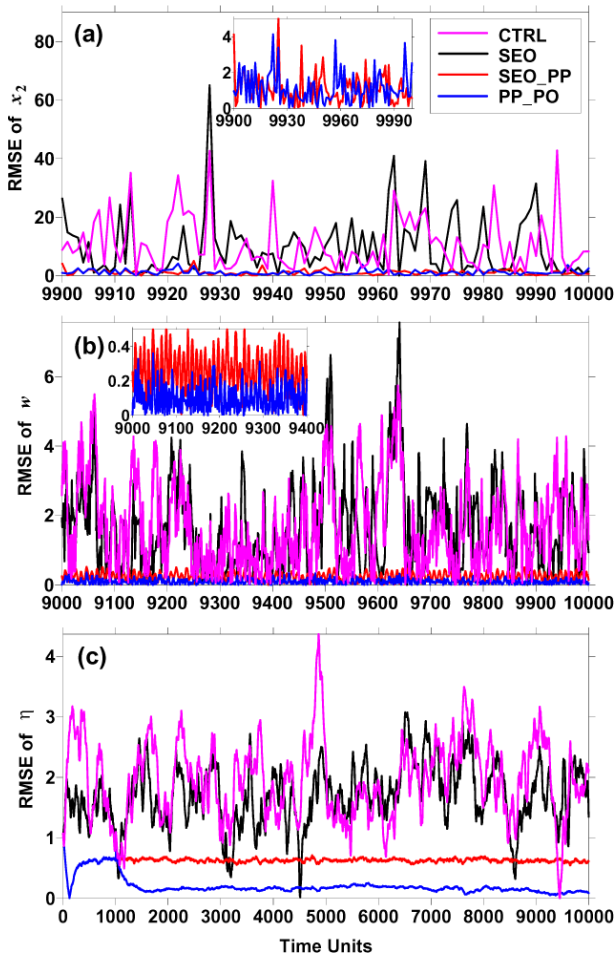 (a)
RMSE of x2
80
60
40
20
0
9900 9910 9920 9930 9940 9950 9960 9970 9980 9990 10000
4
2
0
9900 9930 9960 9990
CTRL
SEO
SEO_PP
PP_PO
(b)
RMSE of w
6
4
2
0
9000 9100 9200 9300 9400 9500 9600 9700 9800 9900 10000
0.4
0.2
0
9000 9100 9200 9300 9400
(c)
RMSE of η
4
3
2
1
0
0 1000 2000 3000 4000 5000 6000 7000 8000 9000 10000
Time Units